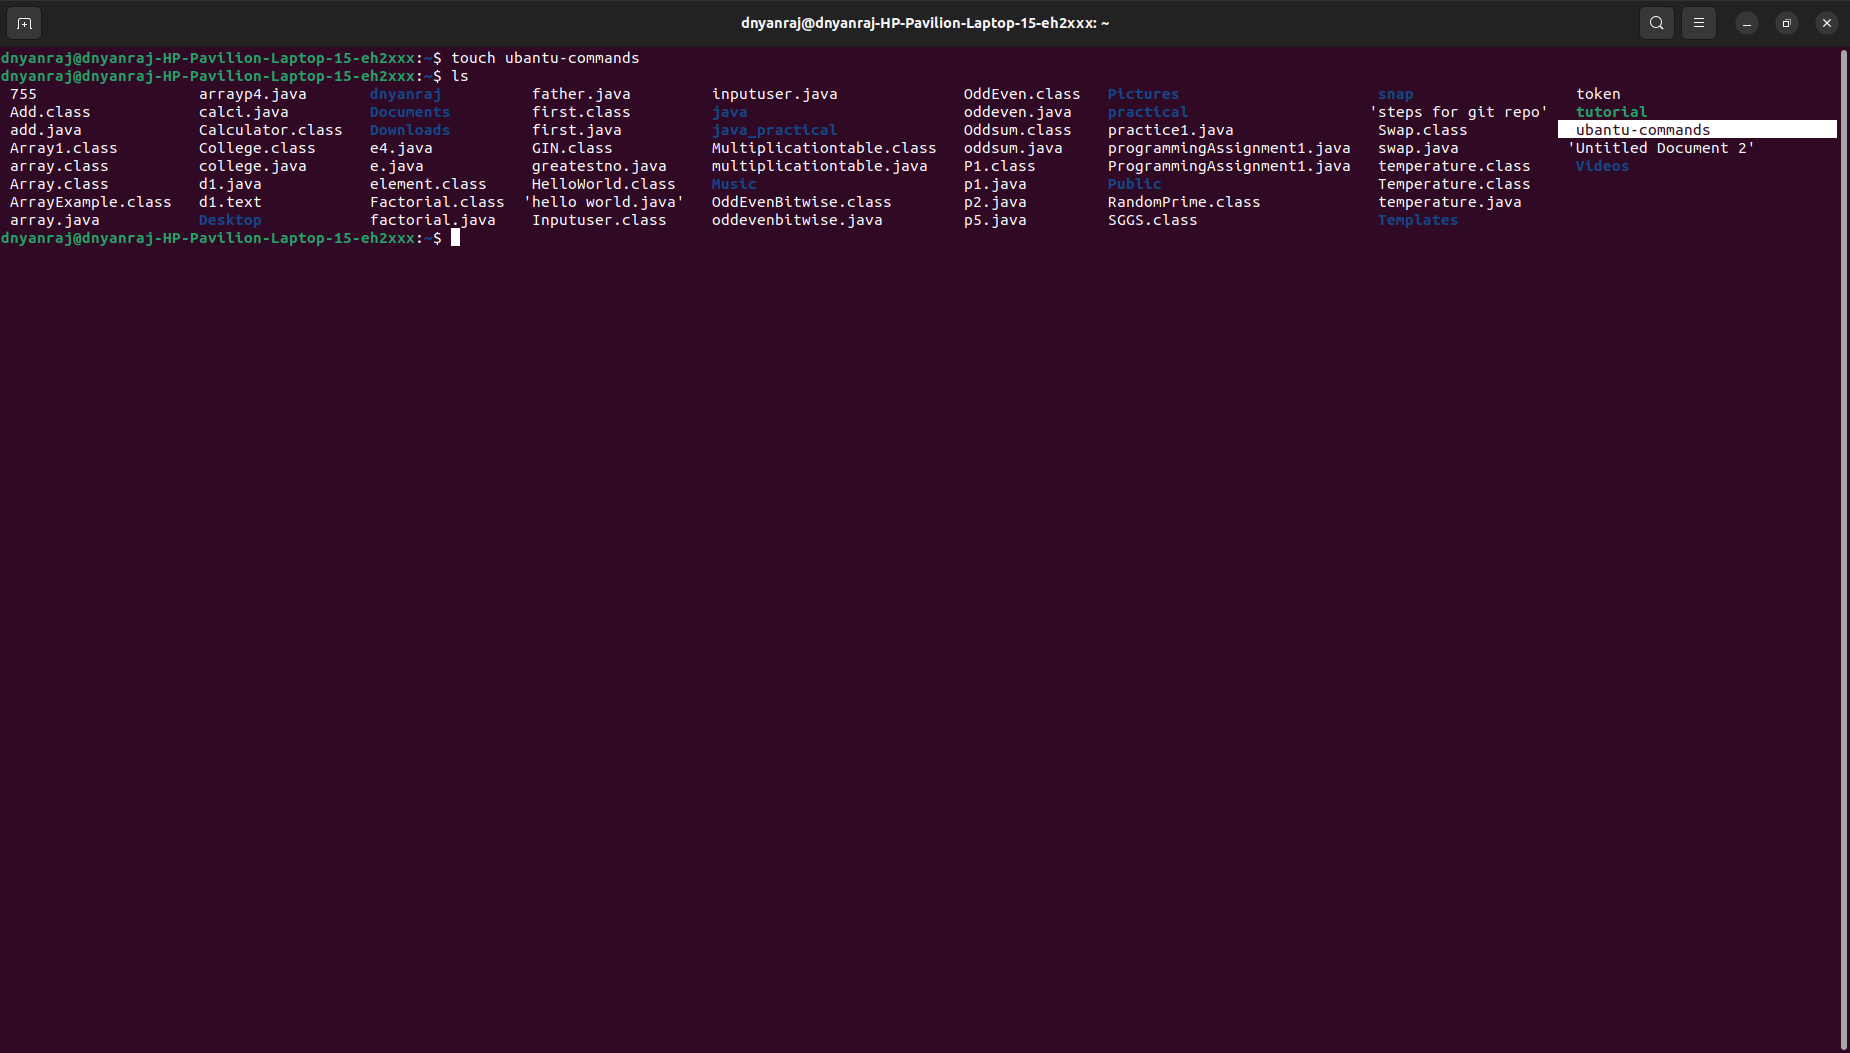 dnyanraj@dnyanraj-HP-Pavilion-Laptop-15-eh2xxx: ~
dnyanraj@dnyanraj-HP-Pavilion-Laptop-15-eh2xxx:~$ touch ubantu-commands
dnyanraj@dnyanraj-HP-Pavilion-Laptop-15-eh2xxx:~$ ls
755 arrayp4.java dnyanraj father.java inputuser.java OddEven.class Pictures snap token
Add.class calci.java Documents first.class java oddeven.java practical 'steps for git repo' tutorial
add.java Calculator.class Downloads first.java java_practical Oddsum.class practice1.java Swap.class ubantu-commands
Array1.class College.class e4.java GIN.class Multiplicationtable.class oddsum.java programmingAssignment1.java swap.java 'Untitled Document 2'
array.class college.java e.java greatestno.java multiplicationtable.java P1.class ProgrammingAssignment1.java temperature.class Videos
Array.class d1.java element.class HelloWorld.class Music p1.java Public Temperature.class
ArrayExample.class d1.text Factorial.class 'hello world.java' OddEvenBitwise.class p2.java RandomPrime.class temperature.java
array.java Desktop factorial.java Inputuser.class oddevenbitwise.java p5.java SGGS.class Templates
dnyanraj@dnyanraj-HP-Pavilion-Laptop-15-eh2xxx:~$